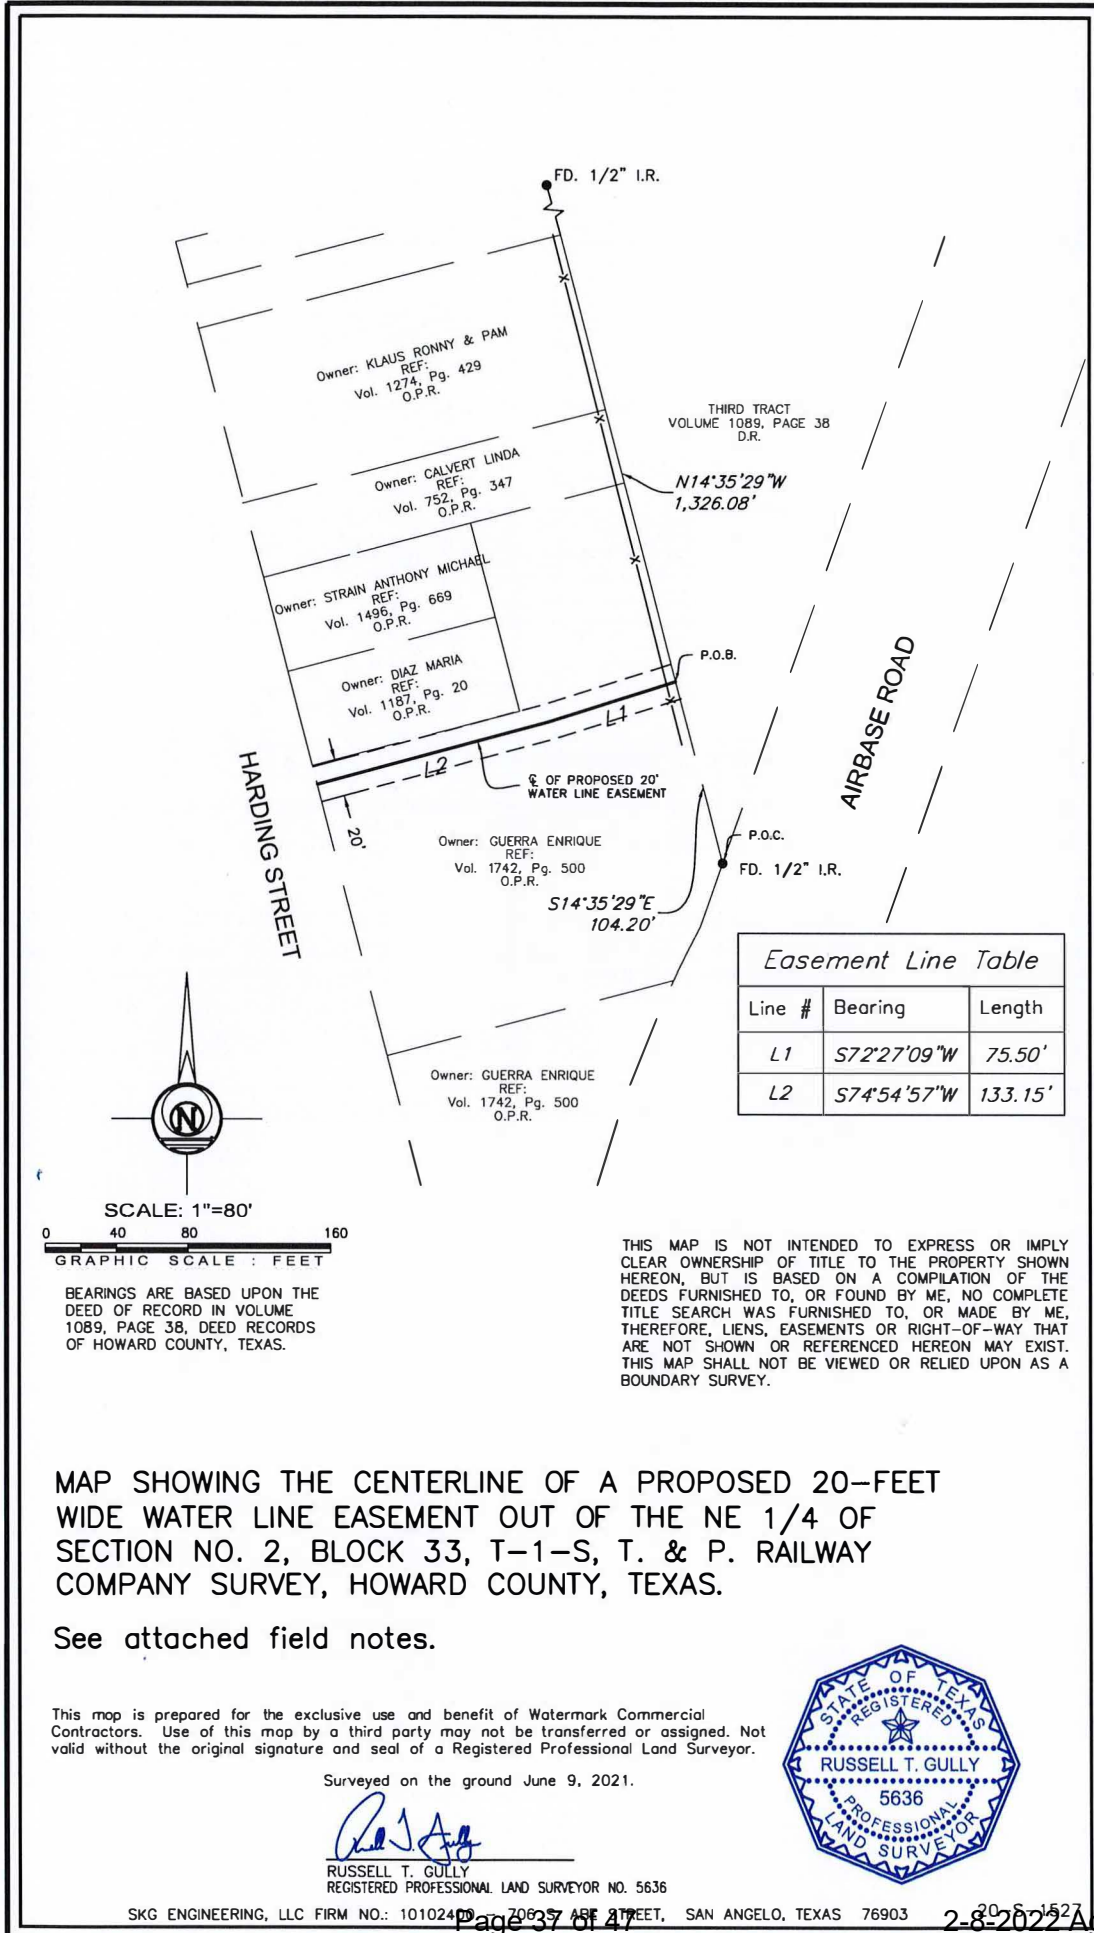 FD. 1/2" I.R.
Owner: KLAUS RONNY & PAM
REF:
Vol. 1274, Pg. 429
O.P.R.
THIRD TRACT
VOLUME 1089, PAGE 38
D.R.
Owner: CALVERT LINDA
REF:
Vol. 752, Pg. 347
O.P.R.
N14°35'29"W
1,326.08'
Owner: STRAIN ANTHONY MICHAEL
REF:
Vol. 1496, Pg. 669
O.P.R.
Owner: DIAZ MARIA
REF:
Vol. 1187, Pg. 20
O.P.R.
P.O.B.
AIRBASE ROAD
L1
L2
HARDING STREET
℄ OF PROPOSED 20'
WATER LINE EASEMENT
20'
Owner: GUERRA ENRIQUE
REF:
Vol. 1742, Pg. 500
O.P.R.
P.O.C.
FD. 1/2" I.R.
S14°35'29"E
104.20'
Easement Line Table
Line # Bearing Length
L1 S72°27'09"W 75.50'
L2 S74°54'57"W 133.15'
Owner: GUERRA ENRIQUE
REF:
Vol. 1742, Pg. 500
O.P.R.
N
SCALE: 1"=80'
0 40 80 160
GRAPHIC SCALE : FEET
BEARINGS ARE BASED UPON THE
DEED OF RECORD IN VOLUME
1089, PAGE 38, DEED RECORDS
OF HOWARD COUNTY, TEXAS.
THIS MAP IS NOT INTENDED TO EXPRESS OR IMPLY
CLEAR OWNERSHIP OF TITLE TO THE PROPERTY SHOWN
HEREON, BUT IS BASED ON A COMPILATION OF THE
DEEDS FURNISHED TO, OR FOUND BY ME, NO COMPLETE
TITLE SEARCH WAS FURNISHED TO, OR MADE BY ME,
THEREFORE, LIENS, EASEMENTS OR RIGHT-OF-WAY THAT
ARE NOT SHOWN OR REFERENCED HEREON MAY EXIST.
THIS MAP SHALL NOT BE VIEWED OR RELIED UPON AS A
BOUNDARY SURVEY.
MAP SHOWING THE CENTERLINE OF A PROPOSED 20-FEET
WIDE WATER LINE EASEMENT OUT OF THE NE 1/4 OF
SECTION NO. 2, BLOCK 33, T-1-S, T. & P. RAILWAY
COMPANY SURVEY, HOWARD COUNTY, TEXAS.
See attached field notes.
This map is prepared for the exclusive use and benefit of Watermark Commercial
Contractors. Use of this map by a third party may not be transferred or assigned. Not
valid without the original signature and seal of a Registered Professional Land Surveyor.
Surveyed on the ground June 9, 2021.
RUSSELL T. GULLY
REGISTERED PROFESSIONAL LAND SURVEYOR NO. 5636
STATE OF TEXAS
REGISTERED
RUSSELL T. GULLY
5636
PROFESSIONAL
LAND SURVEYOR
SKG ENGINEERING, LLC FIRM NO.: 10102400 - 706 S. ABE STREET, SAN ANGELO, TEXAS 76903 20-S-1527
Page 37 of 47 2-8-2022